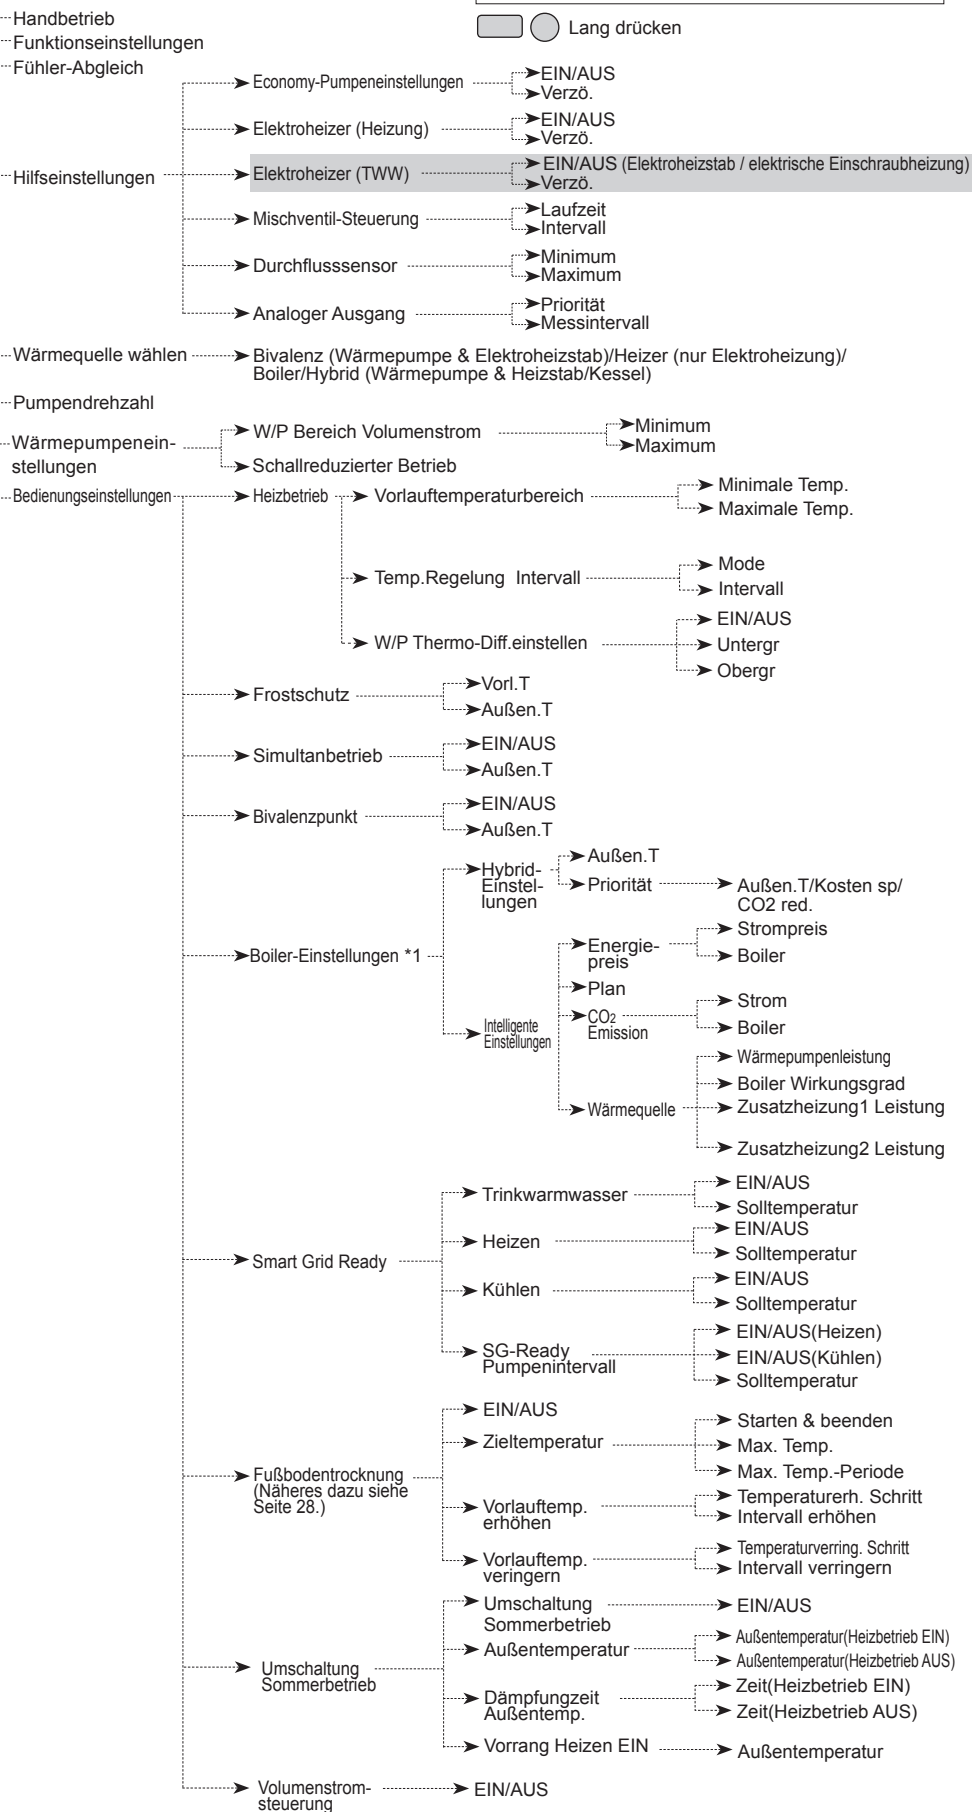 Lang drücken
Handbetrieb
Funktionseinstellungen
Fühler-Abgleich
Hilfseinstellungen
Economy-Pumpeneinstellungen
EIN/AUS
Verzö.
Elektroheizer (Heizung)
EIN/AUS
Verzö.
Elektroheizer (TWW)
EIN/AUS (Elektroheizstab / elektrische Einschraubheizung)
Verzö.
Mischventil-Steuerung
Laufzeit
Intervall
Durchflusssensor
Minimum
Maximum
Analoger Ausgang
Priorität
Messintervall
Wärmequelle wählen
Bivalenz (Wärmepumpe & Elektroheizstab)/Heizer (nur Elektroheizung)/
Boiler/Hybrid (Wärmepumpe & Heizstab/Kessel)
Pumpendrehzahl
Wärmepumpenein-
stellungen
W/P Bereich Volumenstrom
Minimum
Maximum
Schallreduzierter Betrieb
Bedienungseinstellungen
Heizbetrieb
Vorlauftemperaturbereich
Minimale Temp.
Maximale Temp.
Temp.Regelung Intervall
Mode
Intervall
W/P Thermo-Diff.einstellen
EIN/AUS
Untergr
Obergr
Frostschutz
Vorl.T
Außen.T
Simultanbetrieb
EIN/AUS
Außen.T
Bivalenzpunkt
EIN/AUS
Außen.T
Boiler-Einstellungen *1
Hybrid-
Einstel-
lungen
Außen.T
Priorität
Außen.T/Kosten sp/
CO2 red.
Intelligente
Einstellungen
Energie-
preis
Strompreis
Boiler
Plan
CO2
Emission
Strom
Boiler
Wärmequelle
Wärmepumpenleistung
Boiler Wirkungsgrad
Zusatzheizung1 Leistung
Zusatzheizung2 Leistung
Smart Grid Ready
Trinkwarmwasser
EIN/AUS
Solltemperatur
Heizen
EIN/AUS
Solltemperatur
Kühlen
EIN/AUS
Solltemperatur
SG-Ready
Pumpenintervall
EIN/AUS(Heizen)
EIN/AUS(Kühlen)
Solltemperatur
Fußbodentrocknung
(Näheres dazu siehe
Seite 28.)
EIN/AUS
Zieltemperatur
Starten & beenden
Max. Temp.
Max. Temp.-Periode
Vorlauftemp.
erhöhen
Temperaturerh. Schritt
Intervall erhöhen
Vorlauftemp.
veringern
Temperaturverring. Schritt
Intervall verringern
Umschaltung
Sommerbetrieb
Umschaltung
Sommerbetrieb
EIN/AUS
Außentemperatur
Außentemperatur(Heizbetrieb EIN)
Außentemperatur(Heizbetrieb AUS)
Dämpfungzeit
Außentemp.
Zeit(Heizbetrieb EIN)
Zeit(Heizbetrieb AUS)
Vorrang Heizen EIN
Außentemperatur
Volumenstrom-
steuerung
EIN/AUS